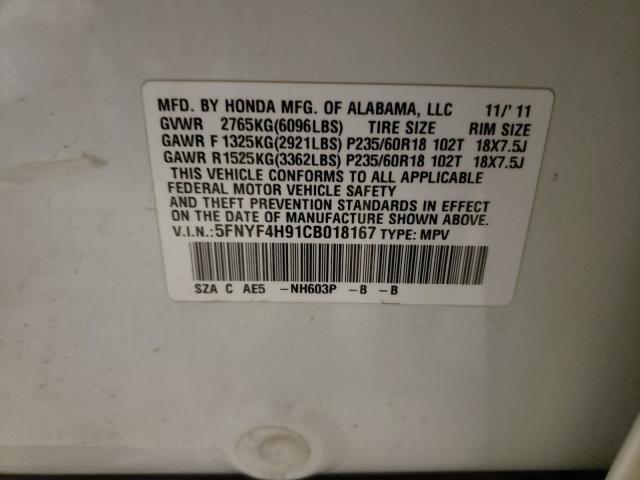 MFD. BY HONDA MFG. OF ALABAMA, LLC 11/'11
GVWR 2765KG(6096LBS) TIRE SIZE RIM SIZE
GAWR F 1325KG(2921LBS) P235/60R18 102T 18X7.5J
GAWR R 1525KG(3362LBS) P235/60R18 102T 18X7.5J
THIS VEHICLE CONFORMS TO ALL APPLICABLE
FEDERAL MOTOR VEHICLE SAFETY
AND THEFT PREVENTION STANDARDS IN EFFECT
ON THE DATE OF MANUFACTURE SHOWN ABOVE.
V.I.N.: 5FNYF4H91CB018167 TYPE: MPV
SZA C AE5 -NH603P -B -B